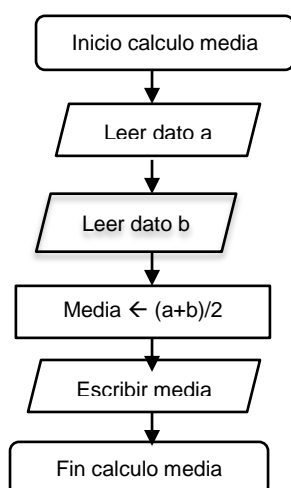 Inicio calculo media
Leer dato a
Leer dato b
Media ← (a+b)/2
Escribir media
Fin calculo media